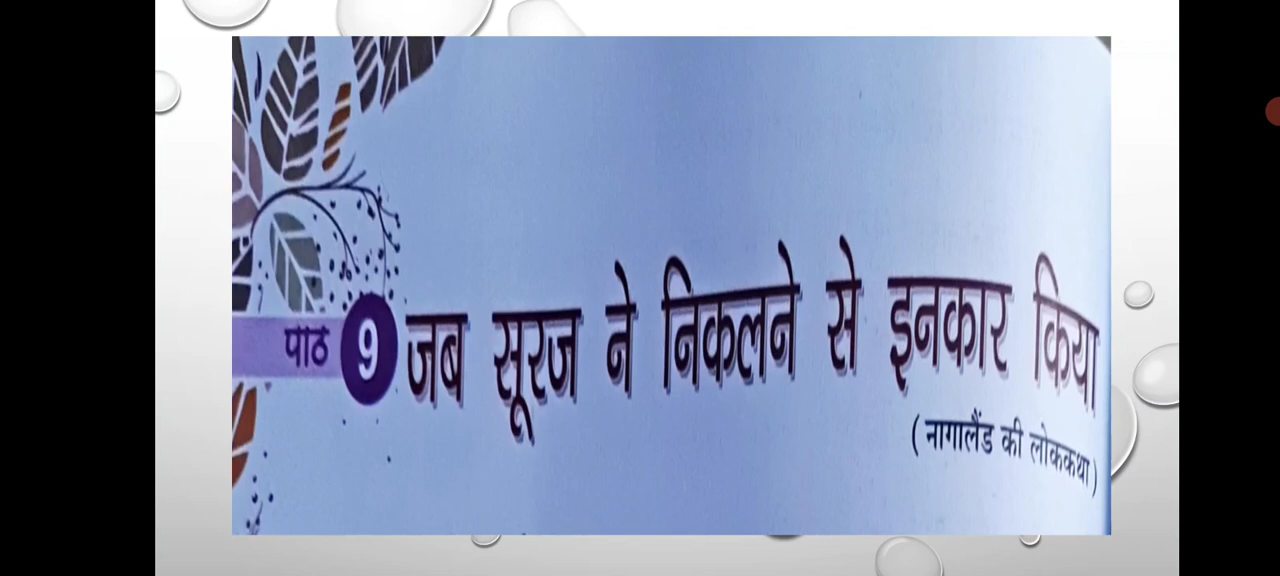 पाठ 9 जब सूरज ने निकलने से इनकार किया
(नागालैंड की लोककथा)